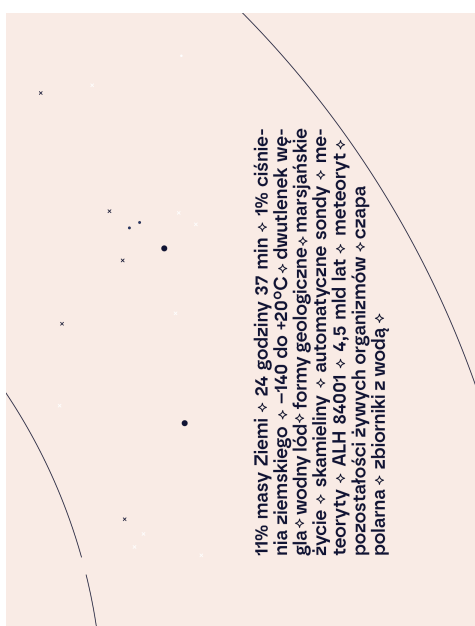 11% masy Ziemi ✧ 24 godziny 37 min ✧ 1% ciśnie-
nia ziemskiego ✧ –140 do +20°C ✧ dwutlenek wę-
gla ✧ wodny lód ✧ formy geologiczne ✧ marsjańskie
życie ✧ skamieliny ✧ automatyczne sondy ✧ me-
teoryty ✧ ALH 84001 ✧ 4,5 mld lat ✧ meteoryt ✧
pozostałości żywych organizmów ✧ czapa
polarna ✧ zbiorniki z wodą ✧